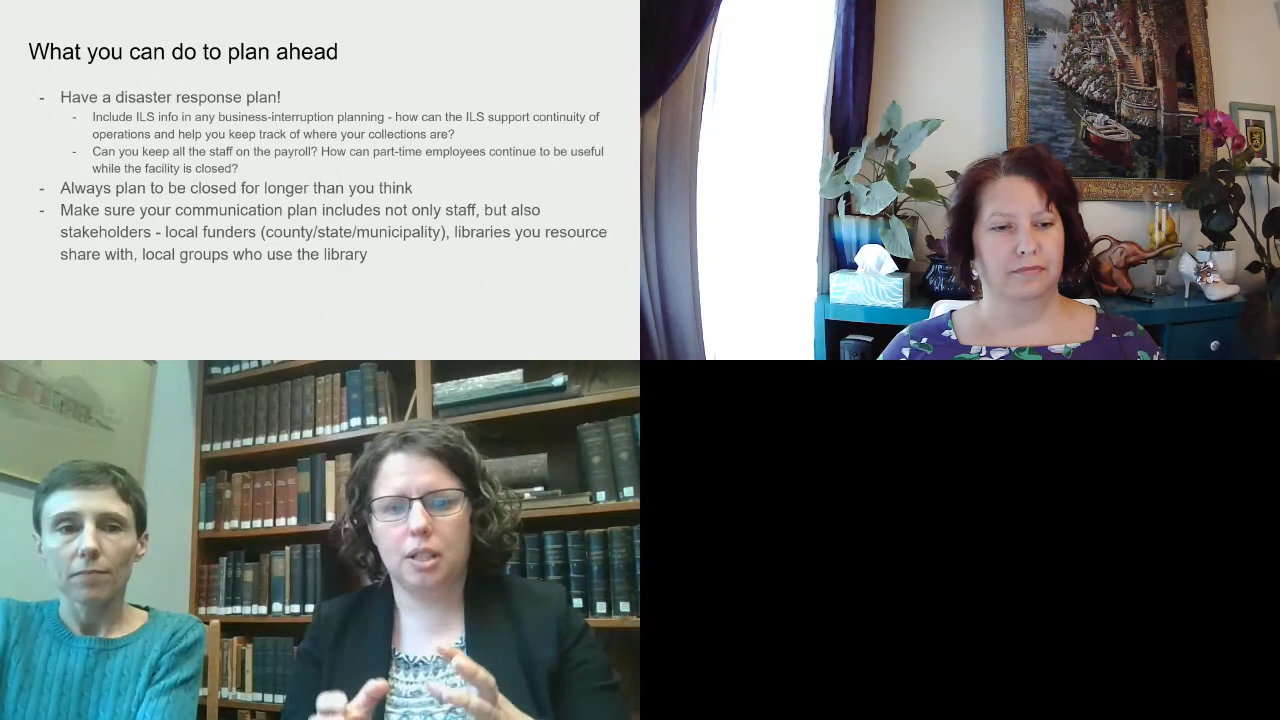 What you can do to plan ahead
- Have a disaster response plan!
- Include ILS info in any business-interruption planning - how can the ILS support continuity of
operations and help you keep track of where your collections are?
- Can you keep all the staff on the payroll? How can part-time employees continue to be useful
while the facility is closed?
- Always plan to be closed for longer than you think
- Make sure your communication plan includes not only staff, but also
stakeholders - local funders (county/state/municipality), libraries you resource
share with, local groups who use the library